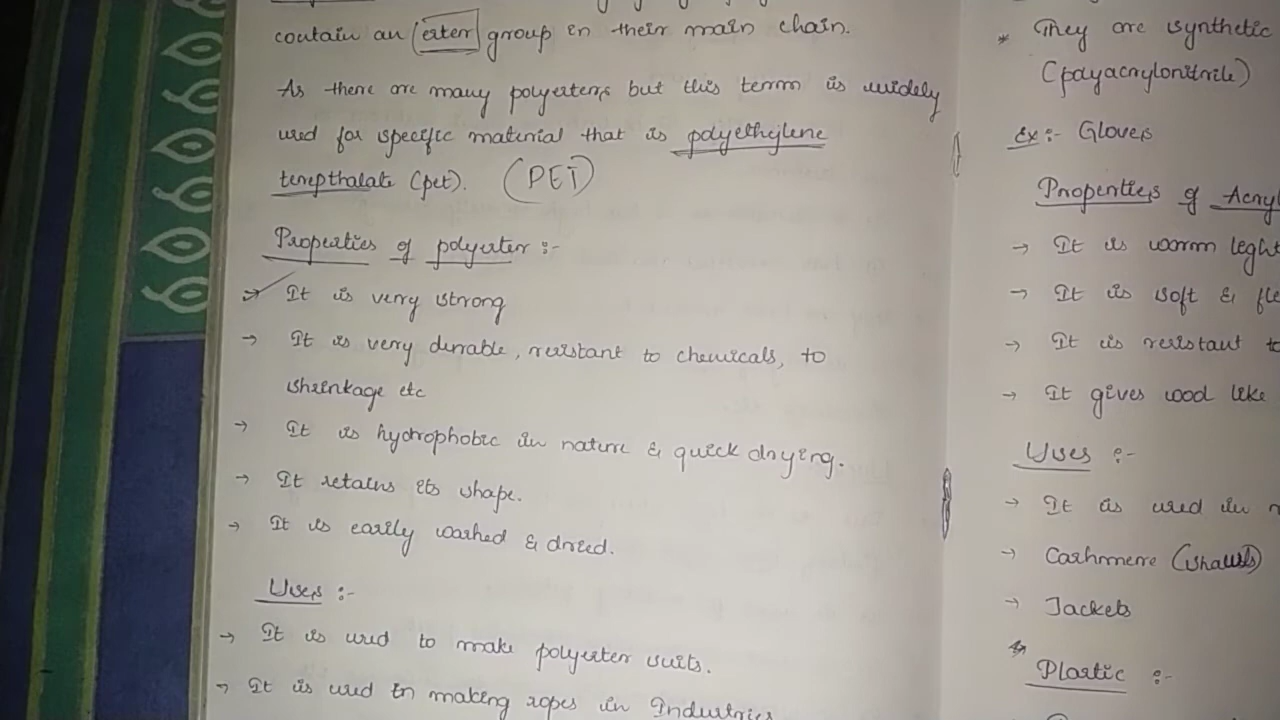 contain an ester group in their main chain.
As there are many polyesters but this term is widely
used for specific material that is polyethylene
terepthalate (pet). (PET)
Properties of polyester :-
→ It is very strong
→ It is very durable, resistant to chemicals, to
shrinkage etc
→ It is hydrophobic in nature & quick drying.
→ It retains its shape.
→ It is easily washed & dried.
Uses :-
→ It is used to make polyester suits.
→ It is used in making ropes in Industries
* They are synthetic
(polyacrylonitrile)
Ex :- Gloves
Properties of Acryl
→ It is warm light
→ It is soft & fle
→ It is resistant to
→ It gives wool like
Uses :-
→ It is used in
→ Cashmere (shawls)
→ Jackets
* Plastic :-